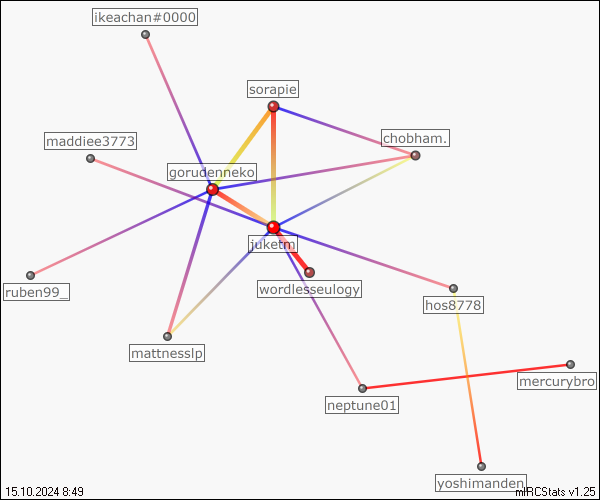 ikeachan#0000
sorapie
chobham.
maddiee3773
gorudenneko
juketm
wordlesseulogy
ruben99_
hos8778
mattnesslp
mercurybro
neptune01
yoshimanden
15.10.2024 8:49
mIRCStats v1.25